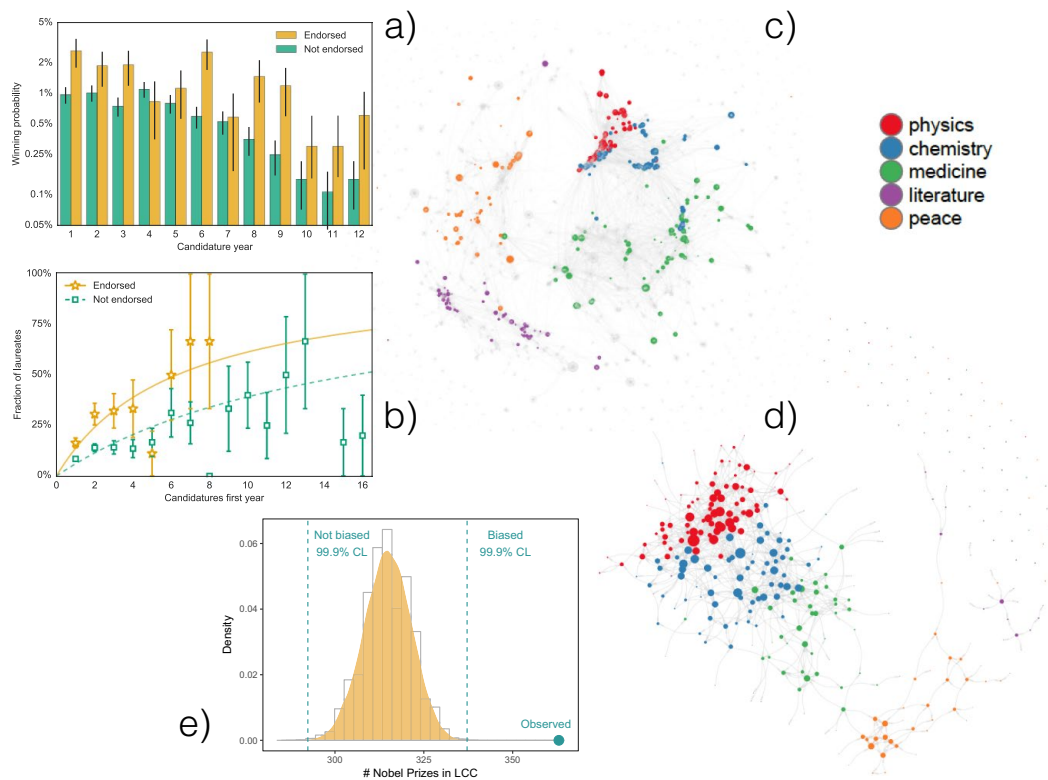 a)
5%
2%
1%
0.5%
0.25%
0.1%
0.05%
Winning probability
Endorsed
Not endorsed
1 2 3 4 5 6 7 8 9 10 11 12
Candidature year
b)
100%
75%
50%
25%
0%
Fraction of laureates
Endorsed
Not endorsed
0 2 4 6 8 10 12 14 16
Candidatures first year
c)
physics
chemistry
medicine
literature
peace
d)
e)
0.06
0.04
0.02
0.00
Density
Not biased
99.9% CL
Biased
99.9% CL
Observed
300 325 350
# Nobel Prizes in LCC